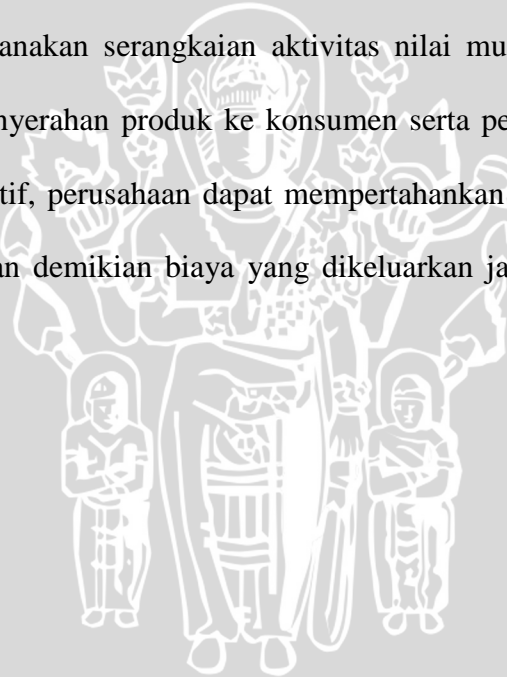 anakan serangkaian aktivitas nilai mu
nyerahan produk ke konsumen serta pe
tif, perusahaan dapat mempertahankan
an demikian biaya yang dikeluarkan ja